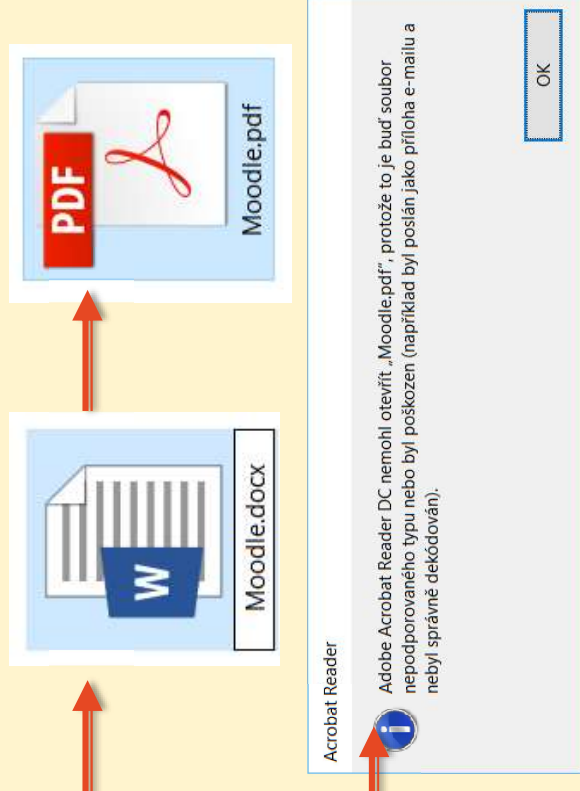 W
Moodle.docx
PDF
Moodle.pdf
Acrobat Reader
i
Adobe Acrobat Reader DC nemohl otevřít „Moodle.pdf“, protože to je buď soubor
nepodporovaného typu nebo byl poškozen (například byl poslán jako příloha e-mailu a
nebyl správně dekódován).
OK